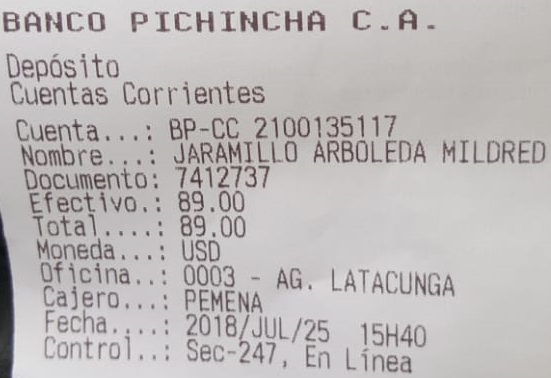 BANCO PICHINCHA C.A.
Depósito
Cuentas Corrientes
Cuenta...: BP-CC 2100135117
Nombre...: JARAMILLO ARBOLEDA MILDRED
Documento: 7412737
Efectivo.: 89.00
Total....: 89.00
Moneda...: USD
Oficina..: 0003 - AG. LATACUNGA
Cajero...: PEMENA
Fecha....: 2018/JUL/25 15H40
Control..: Sec-247, En Línea